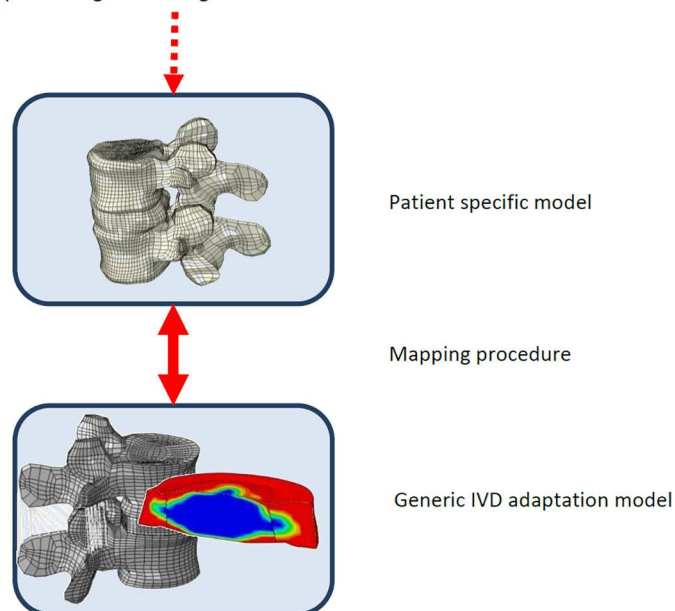 Patient specific model
Mapping procedure
Generic IVD adaptation model